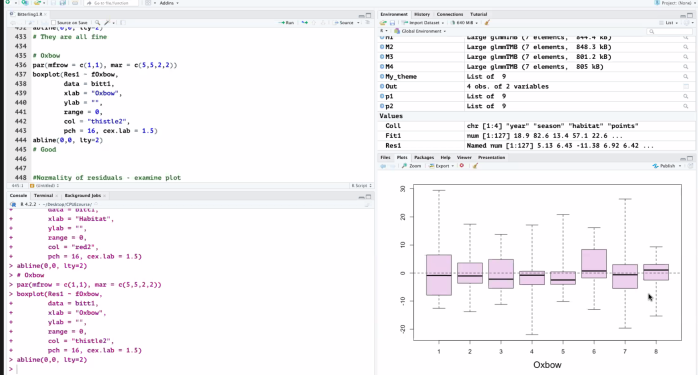 Go to file/function
Addins
Project: (None)
Bitterling3.R
Source on Save
Run
Source
432 abline(0,0, lty=2)
433 # They are all fine
434
435 # Oxbow
436 par(mfrow = c(1,1), mar = c(5,5,2,2))
437 boxplot(Res1 ~ fOxbow,
438 data = bitt1,
439 xlab = "Oxbow",
440 ylab = "",
441 range = 0,
442 col = "thistle2",
443 pch = 16, cex.lab = 1.5)
444 abline(0,0, lty=2)
445 # Good
446
447
448 #Normality of residuals - examine plot
445:1 (Untitled)
R Script
Console Terminal Background Jobs
R 4.2.2 · ~/Desktop/
+ data = bitt1,
+ xlab = "Habitat",
+ ylab = "",
+ range = 0,
+ col = "red2",
+ pch = 16, cex.lab = 1.5)
> abline(0,0, lty=2)
> # Oxbow
> par(mfrow = c(1,1), mar = c(5,5,2,2))
> boxplot(Res1 ~ fOxbow,
+ data = bitt1,
+ xlab = "Oxbow",
+ ylab = "",
+ range = 0,
+ col = "thistle2",
+ pch = 16, cex.lab = 1.5)
> abline(0,0, lty=2)
>
Environment History Connections Tutorial
Import Dataset
List
R Global Environment
M1 Large glmmTMB (7 elements, 844.4 kB)
M2 Large glmmTMB (7 elements, 848.3 kB)
M3 Large glmmTMB (7 elements, 801.2 kB)
M4 Large glmmTMB (7 elements, 805 kB)
My_theme List of 9
Out 4 obs. of 2 variables
p1 List of 9
p2 List of 9
Values
Coll chr [1:4] "year" "season" "habitat" "points"
Fit1 num [1:127] 18.9 82.6 13.4 57.1 22.6 ...
Res1 Named num [1:127] 5.13 6.43 -11.38 6.92 6.42 ...
Files Plots Packages Help Viewer Presentation
Zoom Export Publish
30
20
10
0
-10
-20
1 2 3 4 5 6 7 8
Oxbow